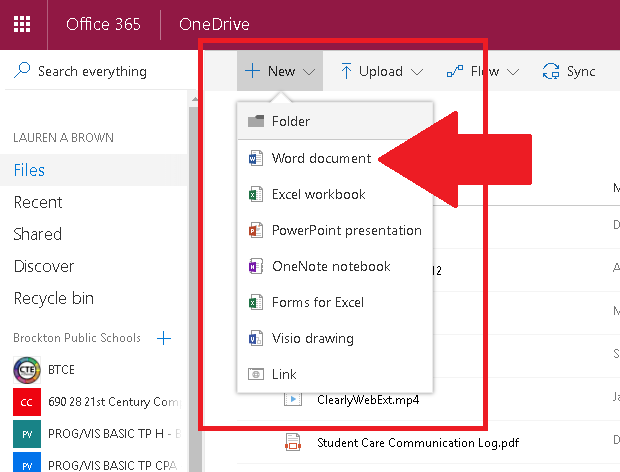 Office 365 OneDrive
Search everything
New Upload Flow Sync
LAUREN A BROWN
Files
Recent
Shared
Discover
Recycle bin
Brockton Public Schools
CTE BTCE
CC 690 28 21st Century Com
PV PROG/VIS BASIC TP H - B
PV PROG/VIS BASIC TP CPA
Folder
Word document
Excel workbook
PowerPoint presentation
OneNote notebook
12
Forms for Excel
Visio drawing
Link
ClearlyWebExt.mp4
Student Care Communication Log.pdf